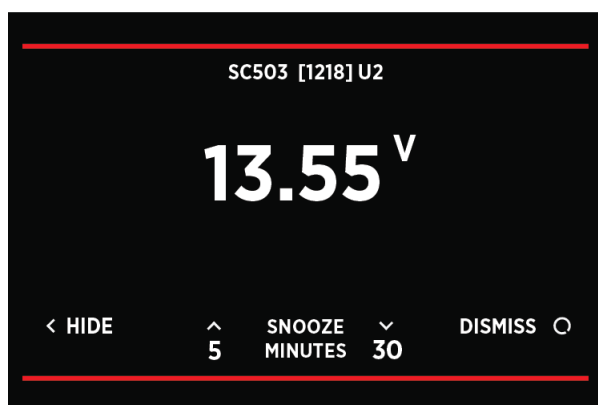 SC503 [1218] U2
13.55 V
< HIDE ^ SNOOZE ⌄ DISMISS
5 MINUTES 30